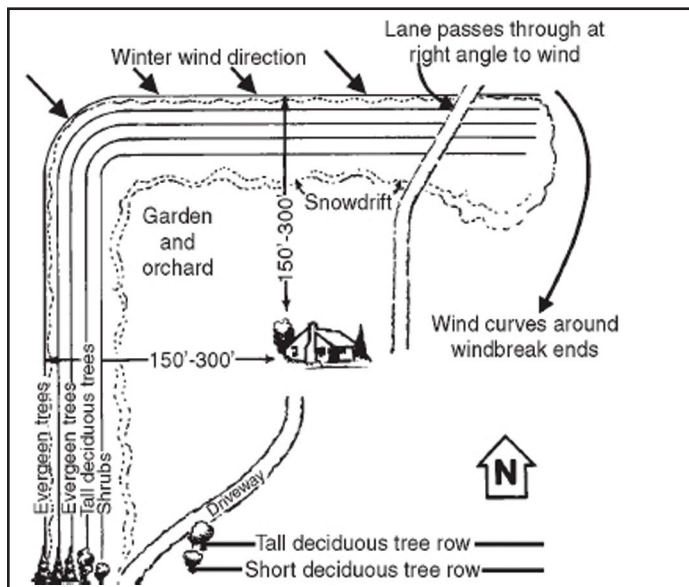 Lane passes through at
right angle to wind
Winter wind direction
Snowdrift
Garden
and
orchard
150'-300'
Wind curves around
windbreak ends
150'-300'
Evergreen trees
Evergeen trees
Tall deciduous trees
Shrubs
N
Driveway
Tall deciduous tree row
Short deciduous tree row